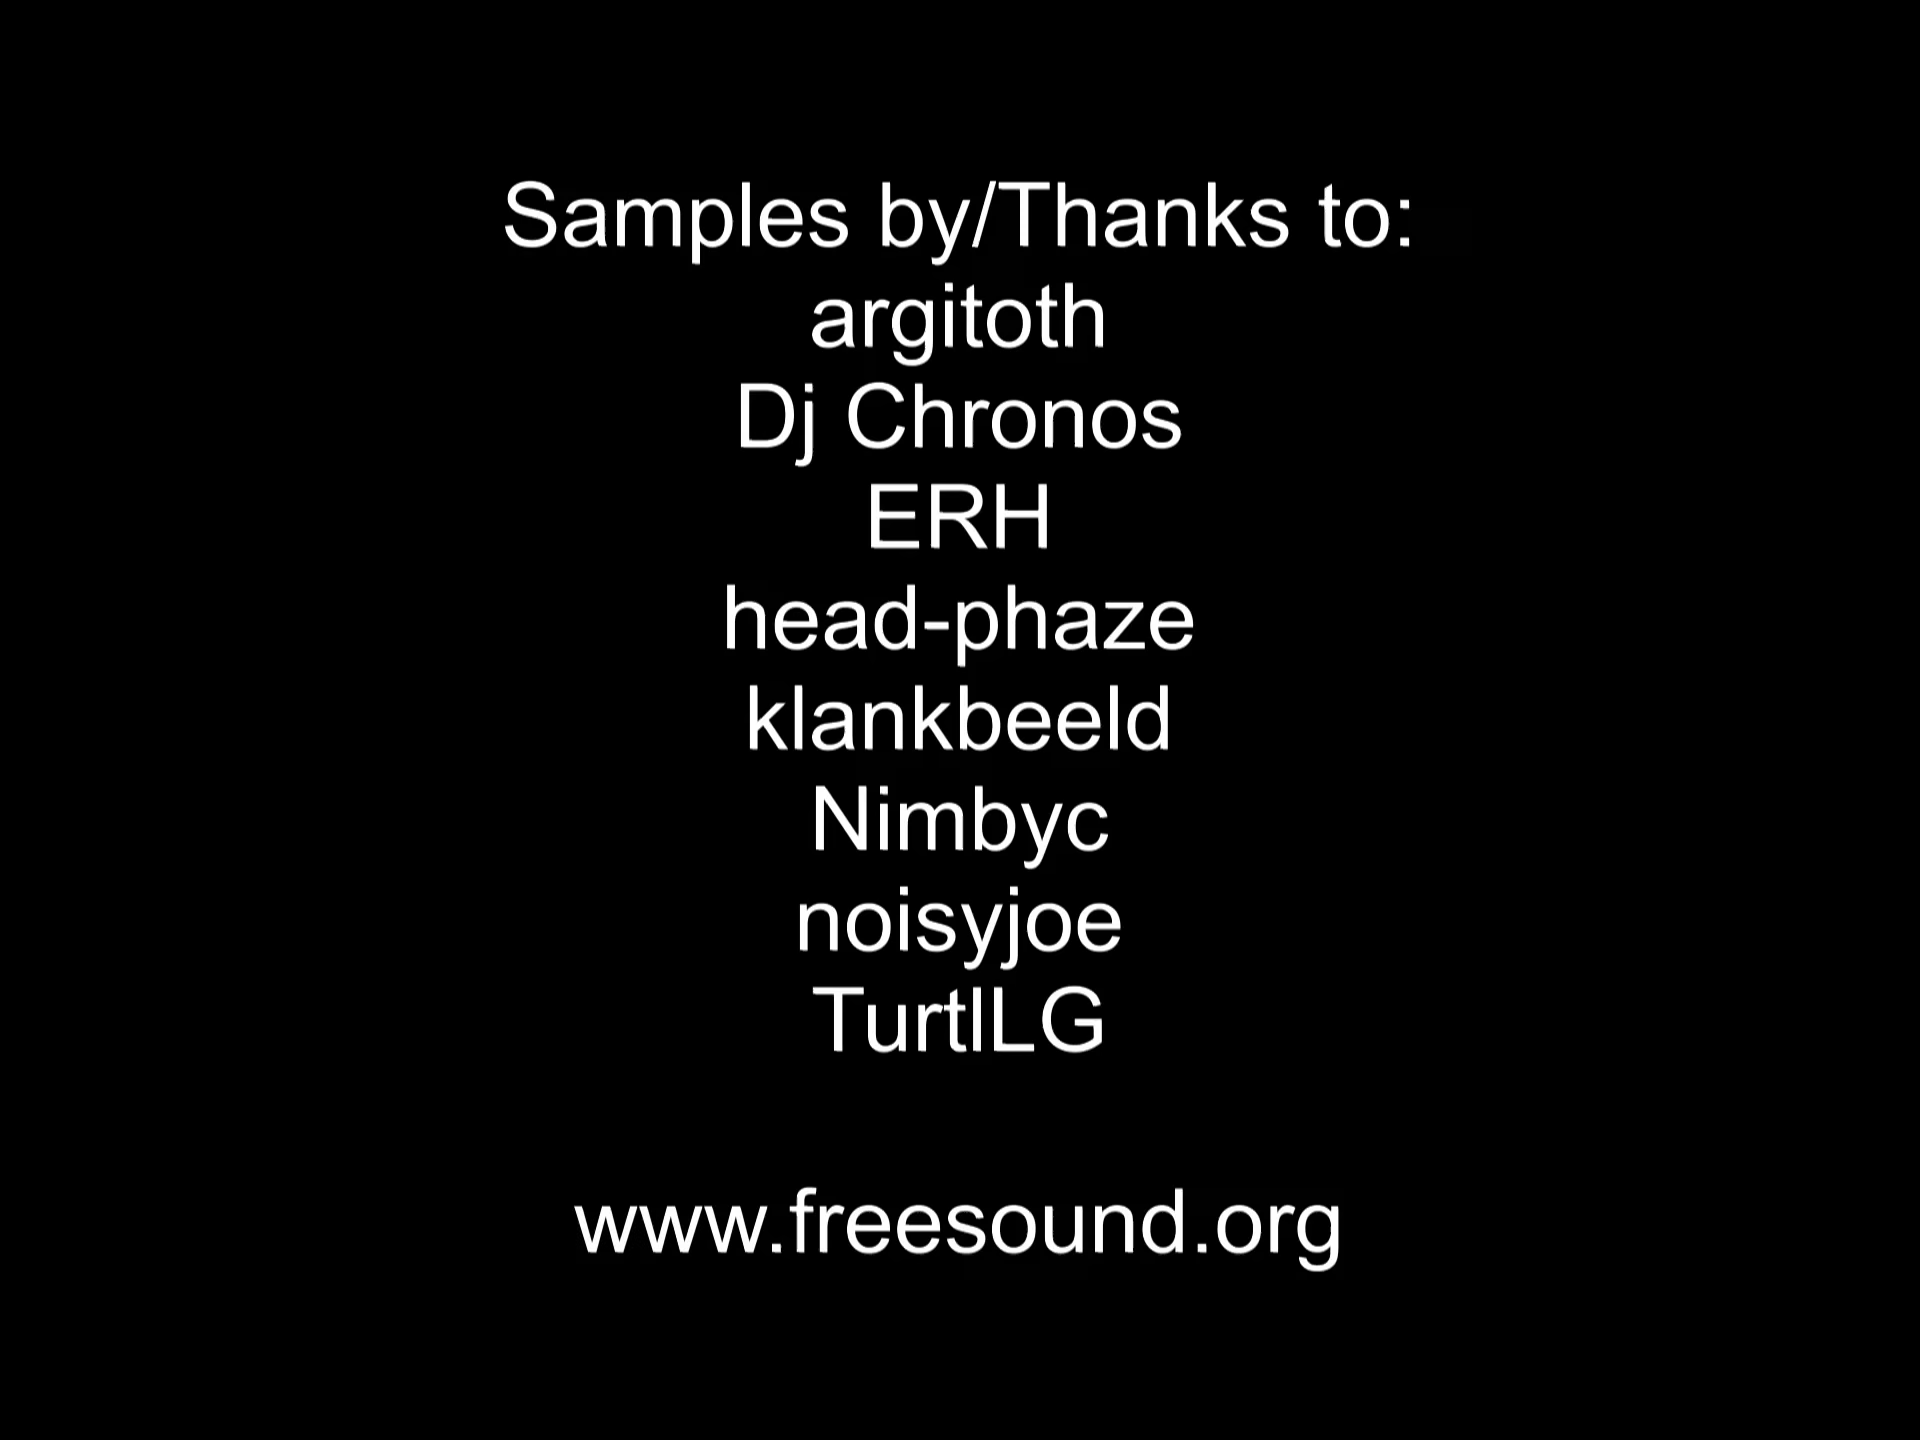 Samples by/Thanks to:
argitoth
Dj Chronos
ERH
head-phaze
klankbeeld
Nimbyc
noisyjoe
TurtlLG
www.freesound.org